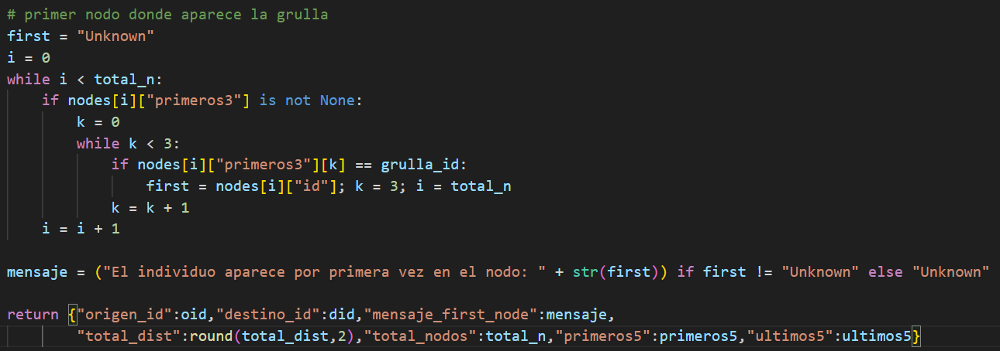 # primer nodo donde aparece la grulla
first = "Unknown"
i = 0
while i < total_n:
    if nodes[i]["primeros3"] is not None:
        k = 0
        while k < 3:
            if nodes[i]["primeros3"][k] == grulla_id:
                first = nodes[i]["id"]; k = 3; i = total_n
            k = k + 1
    i = i + 1

mensaje = ("El individuo aparece por primera vez en el nodo: " + str(first)) if first != "Unknown" else "Unknown"

return {"origen_id":oid,"destino_id":did,"mensaje_first_node":mensaje,
        "total_dist":round(total_dist,2),"total_nodos":total_n,"primeros5":primeros5,"ultimos5":ultimos5}